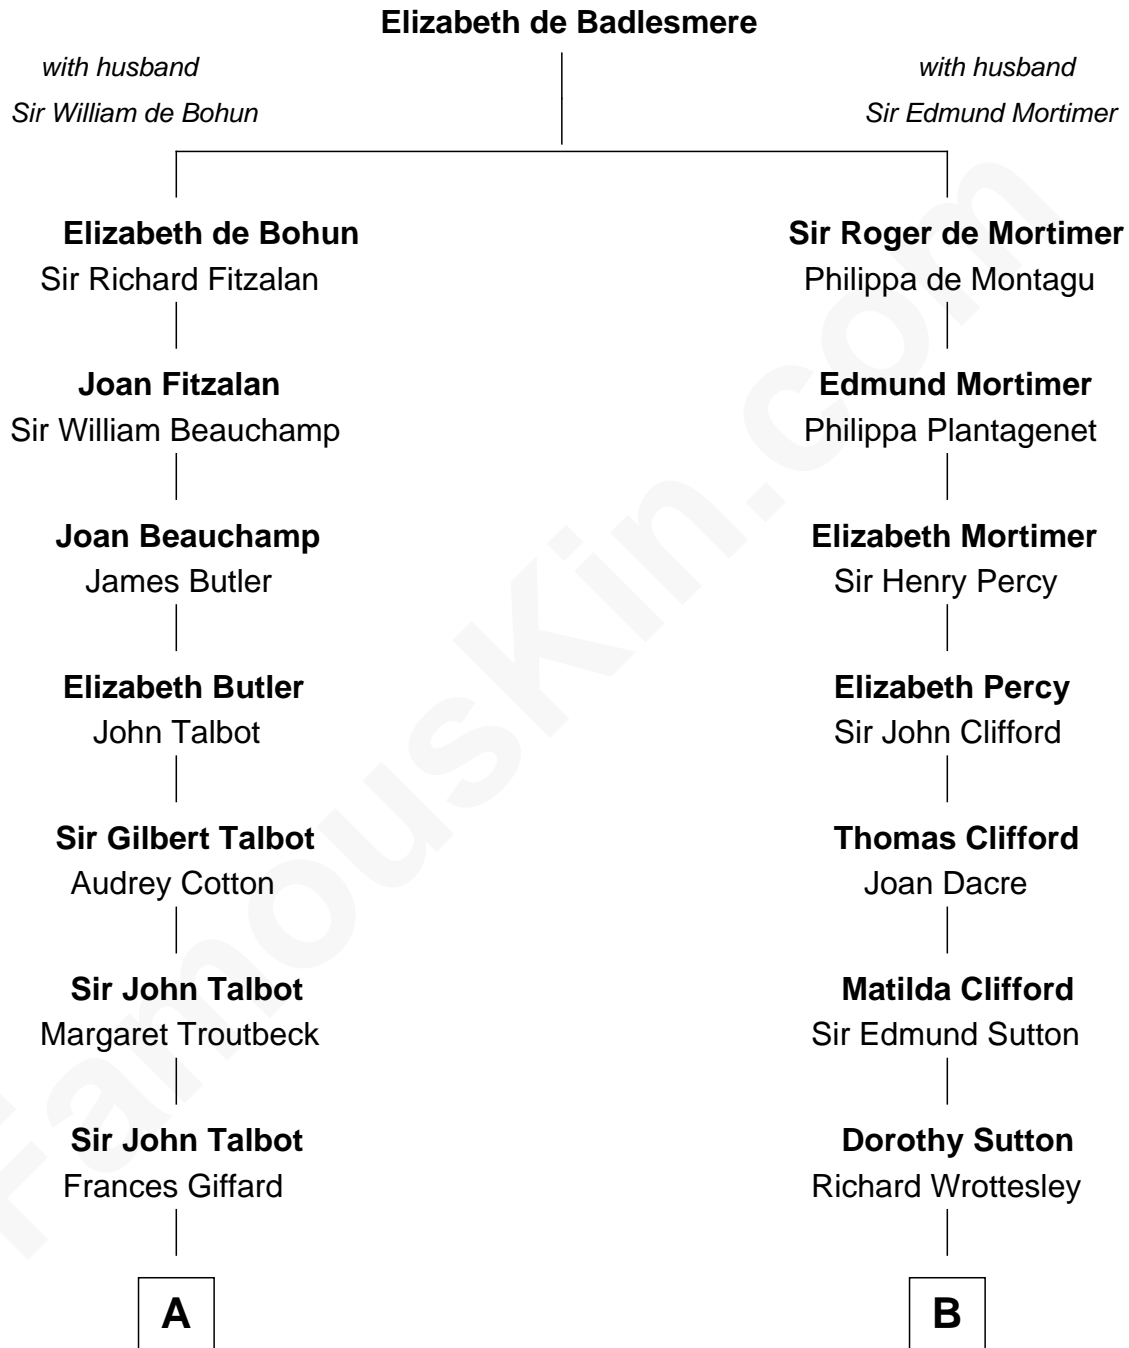 Elizabeth de Badlesmere
with husband
Sir William de Bohun
with husband
Sir Edmund Mortimer
Elizabeth de Bohun
Sir Richard Fitzalan
Sir Roger de Mortimer
Philippa de Montagu
Joan Fitzalan
Sir William Beauchamp
Edmund Mortimer
Philippa Plantagenet
Joan Beauchamp
James Butler
Elizabeth Mortimer
Sir Henry Percy
Elizabeth Butler
John Talbot
Elizabeth Percy
Sir John Clifford
Sir Gilbert Talbot
Audrey Cotton
Thomas Clifford
Joan Dacre
Sir John Talbot
Margaret Troutbeck
Matilda Clifford
Sir Edmund Sutton
Sir John Talbot
Frances Giffard
Dorothy Sutton
Richard Wrottesley
A
B
FamousKin.com